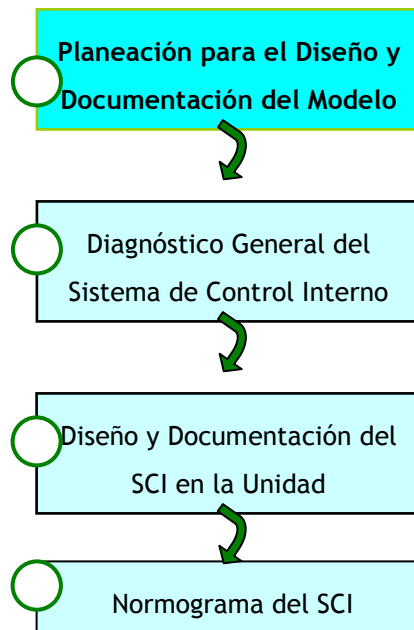 Planeación para el Diseño y
Documentación del Modelo
Diagnóstico General del
Sistema de Control Interno
Diseño y Documentación del
SCI en la Unidad
Normograma del SCI